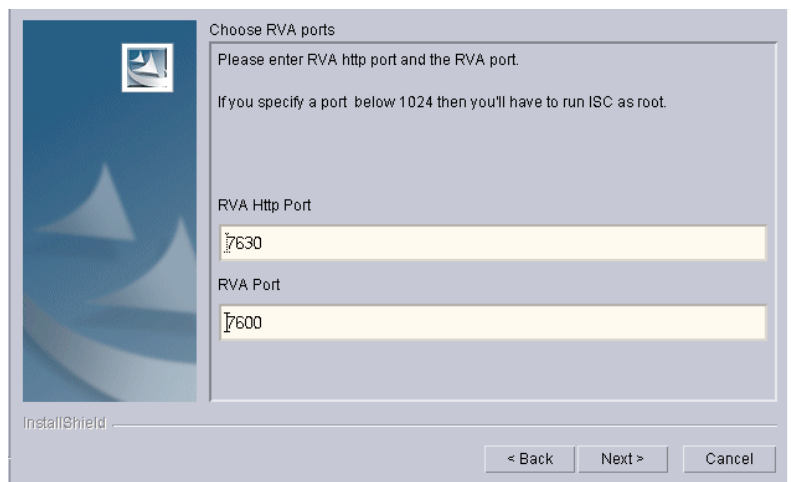 Choose RVA ports
Please enter RVA http port and the RVA port.
If you specify a port below 1024 then you'll have to run ISC as root.
RVA Http Port
7630
RVA Port
7600
InstallShield
< Back
Next >
Cancel